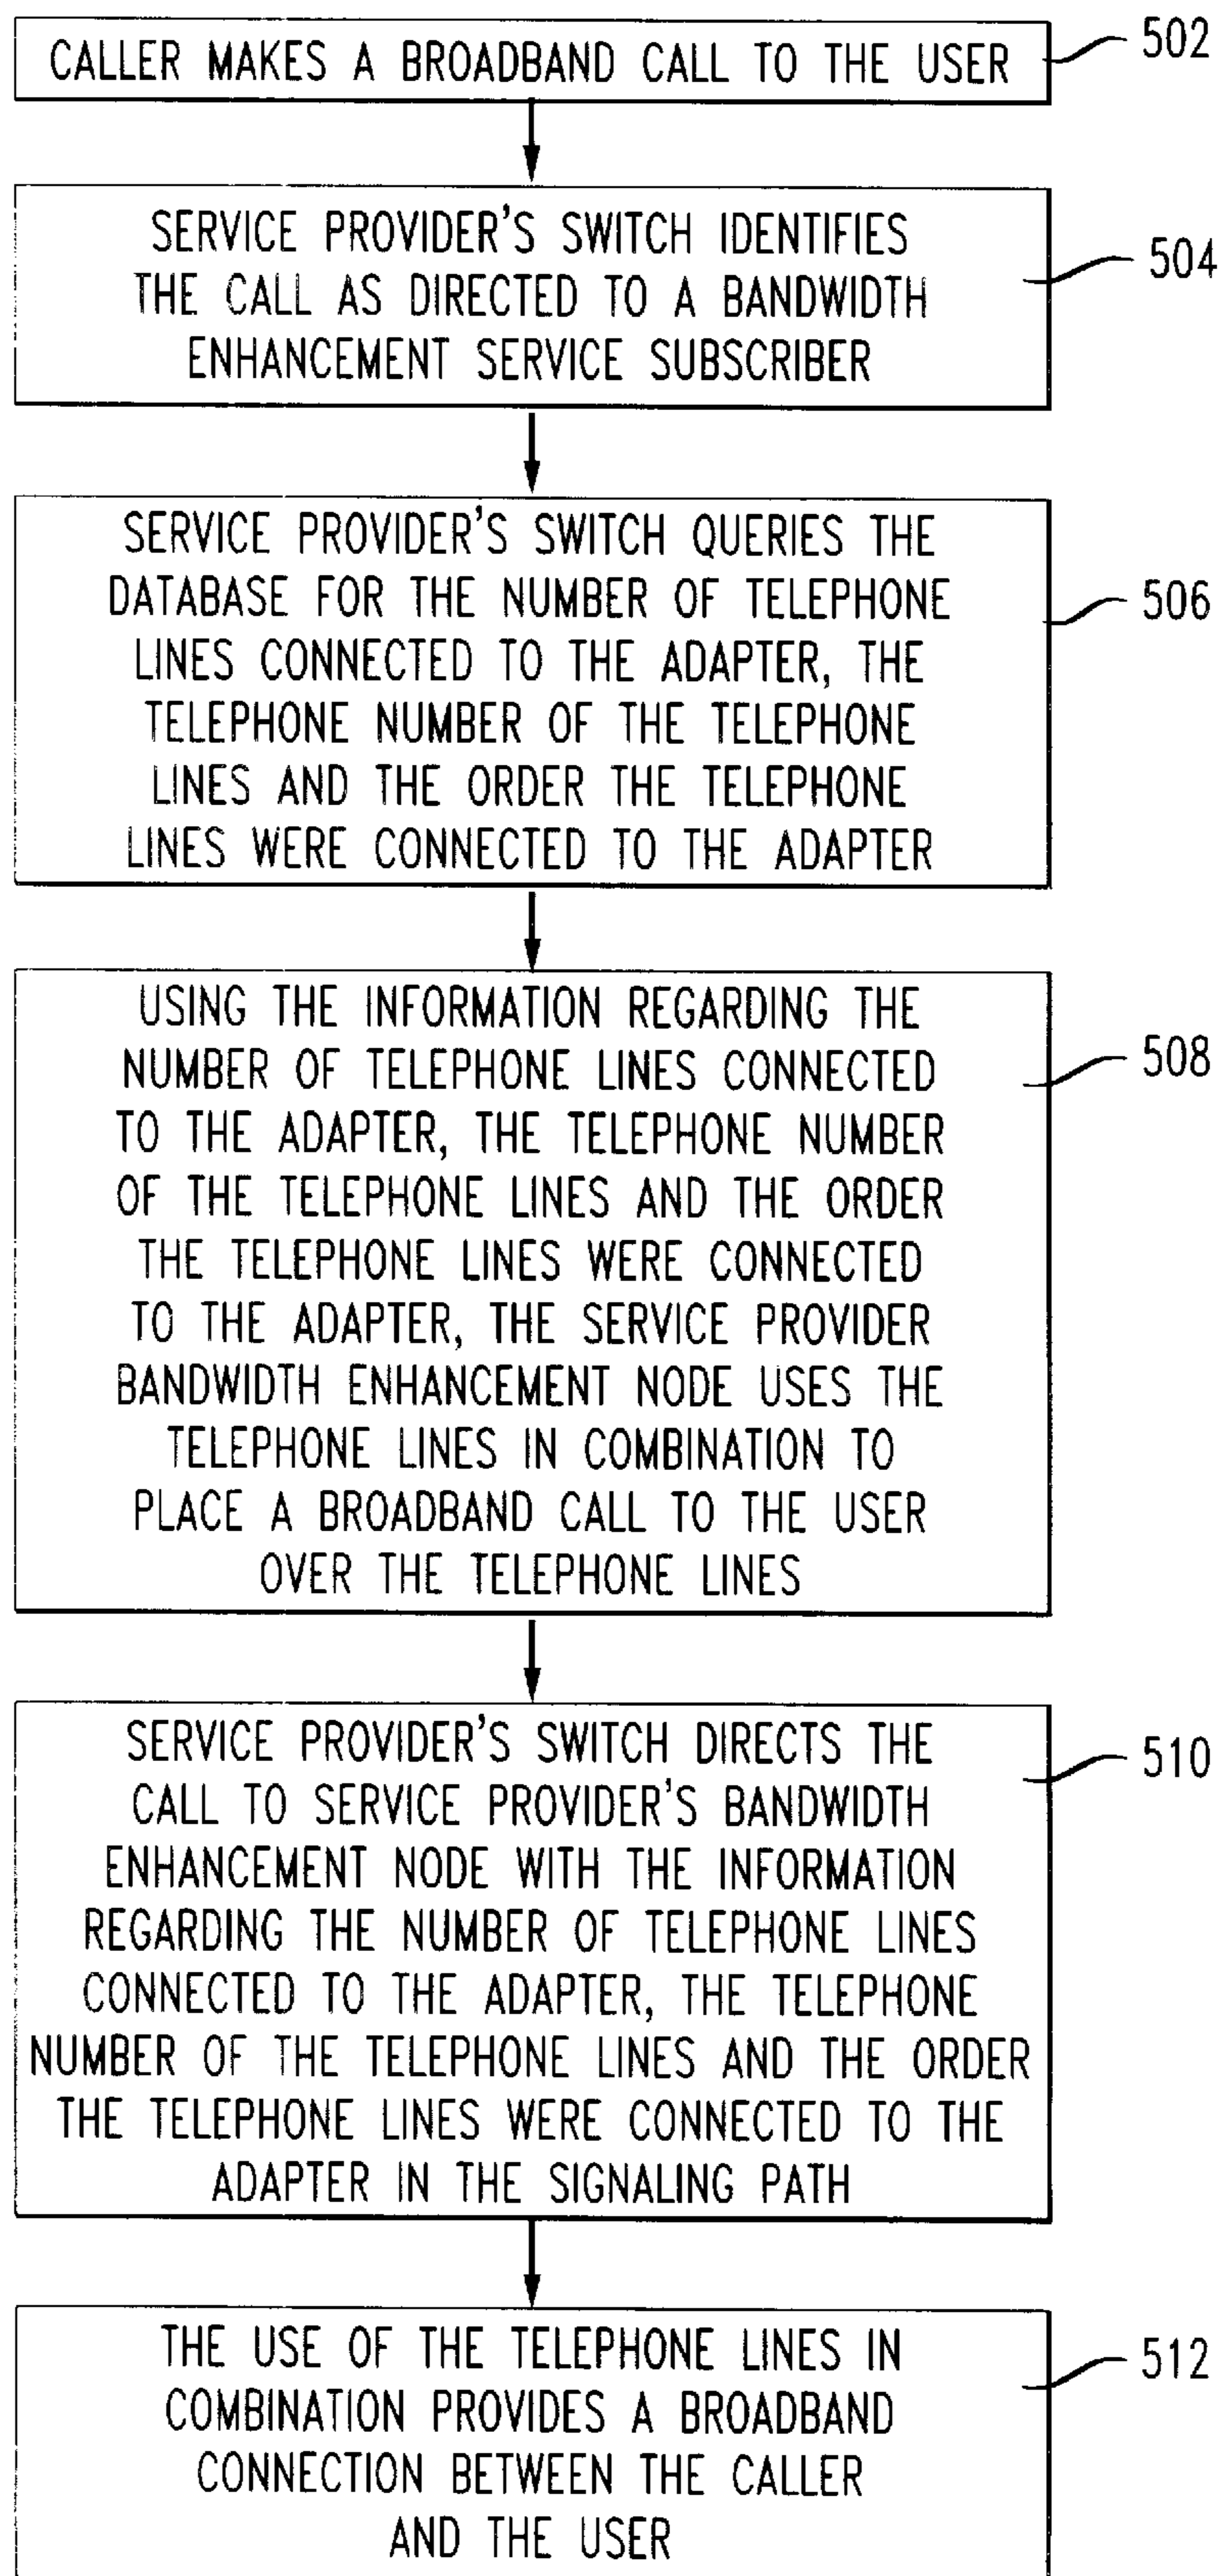 CALLER MAKES A BROADBAND CALL TO THE USER
502
SERVICE PROVIDER'S SWITCH IDENTIFIES
THE CALL AS DIRECTED TO A BANDWIDTH
ENHANCEMENT SERVICE SUBSCRIBER
504
SERVICE PROVIDER'S SWITCH QUERIES THE
DATABASE FOR THE NUMBER OF TELEPHONE
LINES CONNECTED TO THE ADAPTER, THE
TELEPHONE NUMBER OF THE TELEPHONE
LINES AND THE ORDER THE TELEPHONE
LINES WERE CONNECTED TO THE ADAPTER
506
USING THE INFORMATION REGARDING THE
NUMBER OF TELEPHONE LINES CONNECTED
TO THE ADAPTER, THE TELEPHONE NUMBER
OF THE TELEPHONE LINES AND THE ORDER
THE TELEPHONE LINES WERE CONNECTED
TO THE ADAPTER, THE SERVICE PROVIDER
BANDWIDTH ENHANCEMENT NODE USES THE
TELEPHONE LINES IN COMBINATION TO
PLACE A BROADBAND CALL TO THE USER
OVER THE TELEPHONE LINES
508
SERVICE PROVIDER'S SWITCH DIRECTS THE
CALL TO SERVICE PROVIDER'S BANDWIDTH
ENHANCEMENT NODE WITH THE INFORMATION
REGARDING THE NUMBER OF TELEPHONE LINES
CONNECTED TO THE ADAPTER, THE TELEPHONE
NUMBER OF THE TELEPHONE LINES AND THE ORDER
THE TELEPHONE LINES WERE CONNECTED TO THE
ADAPTER IN THE SIGNALING PATH
510
THE USE OF THE TELEPHONE LINES IN
COMBINATION PROVIDES A BROADBAND
CONNECTION BETWEEN THE CALLER
AND THE USER
512